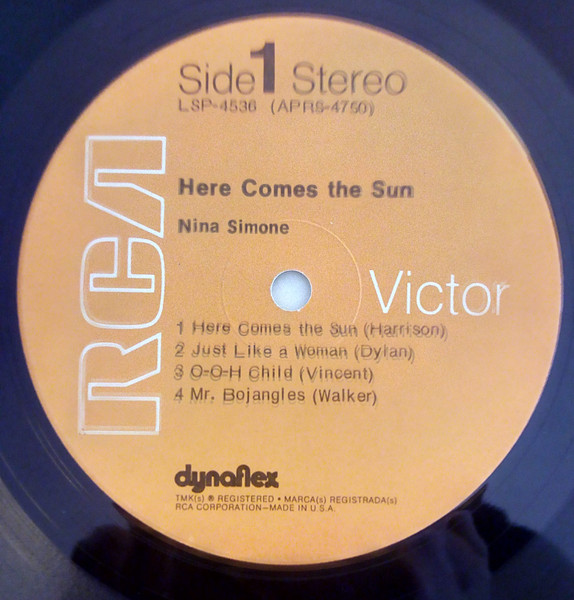 Side 1 Stereo
LSP-4536 (APRS-4750)
RCA
Here Comes the Sun
Nina Simone
Victor
1 Here Comes the Sun (Harrison)
2 Just Like a Woman (Dylan)
3 O-O-H Child (Vincent)
4 Mr. Bojangles (Walker)
dynaflex
TMK(s) ® REGISTERED • MARCA(s) REGISTRADA(s)
RCA CORPORATION—MADE IN U.S.A.